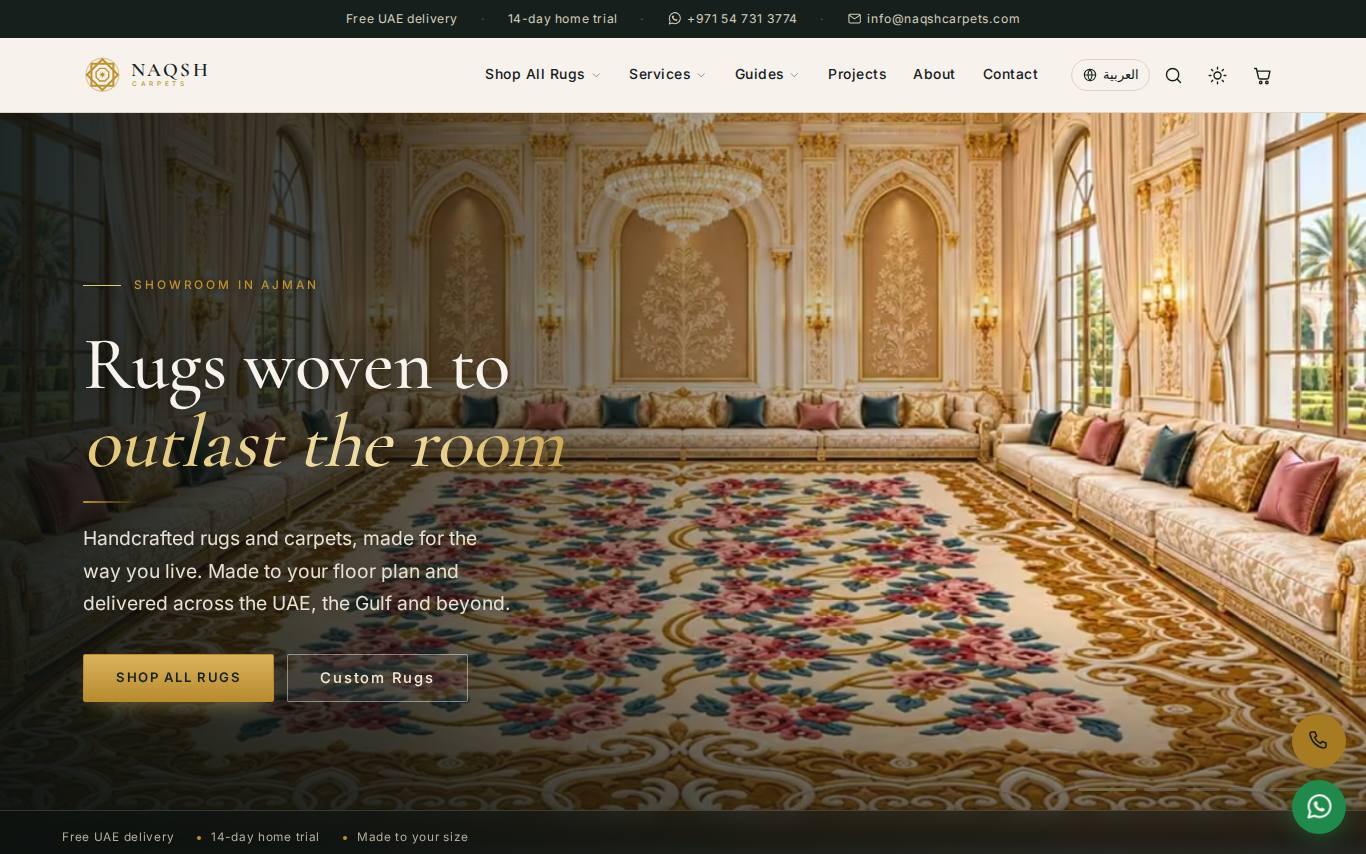 Free UAE delivery · 14-day home trial · +971 54 731 3774 · info@naqshcarpets.com
NAQSH
CARPETS
Shop All Rugs Services Guides Projects About Contact العربية
SHOWROOM IN AJMAN
Rugs woven to
outlast the room
Handcrafted rugs and carpets, made for the
way you live. Made to your floor plan and
delivered across the UAE, the Gulf and beyond.
SHOP ALL RUGS Custom Rugs
Free UAE delivery • 14-day home trial • Made to your size